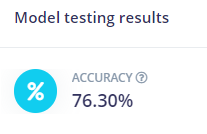 Model testing results
%
ACCURACY ?
76.30%